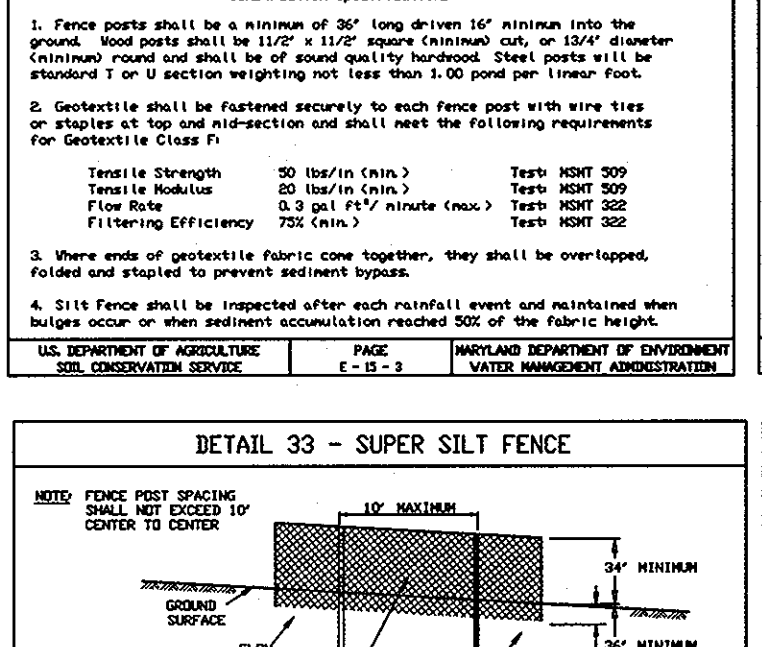 1. Fence posts shall be a minimum of 36" long driven 16" minimum into the
ground. Wood posts shall be 11/2" x 11/2" square (minimum) cut, or 13/4" diameter
(minimum) round and shall be of sound quality hardwood. Steel posts will be
standard T or U section weighting not less than 1.00 pond per linear foot.
2. Geotextile shall be fastened securely to each fence post with wire ties
or staples at top and mid-section and shall meet the following requirements
for Geotextile Class F:
Tensile Strength 50 lbs/in (min.) Test: MSMT 509
Tensile Modulus 20 lbs/in (min.) Test: MSMT 509
Flow Rate 0.3 gal ft²/ minute (max.) Test: MSMT 322
Filtering Efficiency 75% (min.) Test: MSMT 322
3. Where ends of geotextile fabric come together, they shall be overlapped,
folded and stapled to prevent sediment bypass.
4. Silt Fence shall be inspected after each rainfall event and maintained when
bulges occur or when sediment accumulation reached 50% of the fabric height.
U.S. DEPARTMENT OF AGRICULTURE PAGE MARYLAND DEPARTMENT OF ENVIRONMENT
SOIL CONSERVATION SERVICE E - 15 - 3 WATER MANAGEMENT ADMINISTRATION
DETAIL 33 - SUPER SILT FENCE
NOTE: FENCE POST SPACING
SHALL NOT EXCEED 10'
CENTER TO CENTER
10' MAXIMUM
34" MINIMUM
GROUND
SURFACE
36" MINIMUM
FLOW